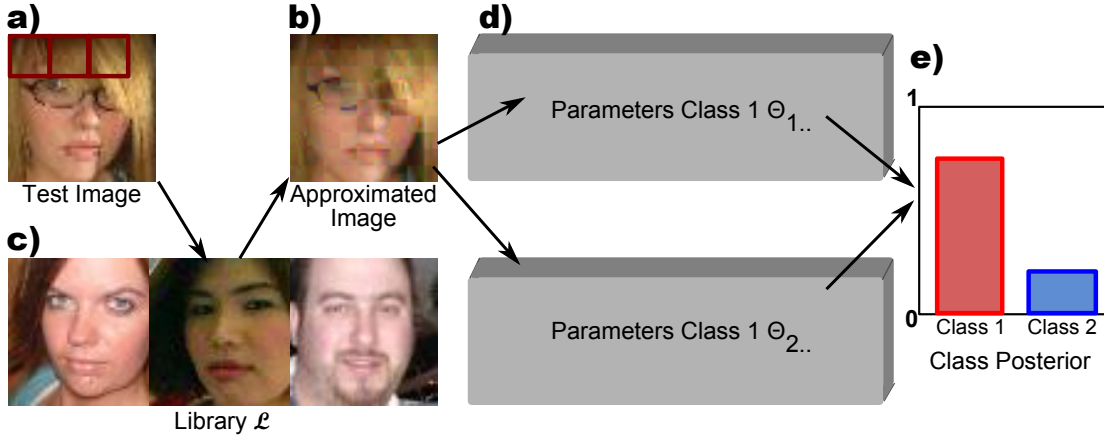 a)
Test Image
b)
Approximated
Image
c)
Library ℒ
d)
Parameters Class 1 Θ1..
Parameters Class 1 Θ2..
e)
1
0
Class 1 Class 2
Class Posterior